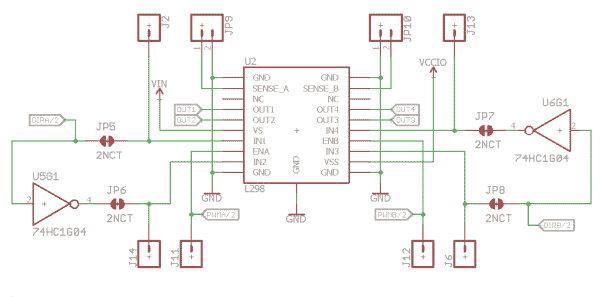 J2
JP9
JP10
J13
1
2
1
2
U2
VIN
VCCIO
GND
SENSE_A
NC
OUT1
OUT2
VS
IN1
ENA
IN2
GND
GND
SENSE_B
NC
OUT4
OUT3
IN4
ENB
IN3
VSS
GND
GND
L298
OUT1
OUT2
OUT4
OUT3
DIRA/2
JP5
2NCT
JP7
2NCT
U6G1
4
2
74HC1G04
U5G1
2
4
74HC1G04
JP6
2NCT
JP8
2NCT
GND
GND
GND
PWMA/2
PWMB/2
DIRB/2
J14
J11
J12
J6